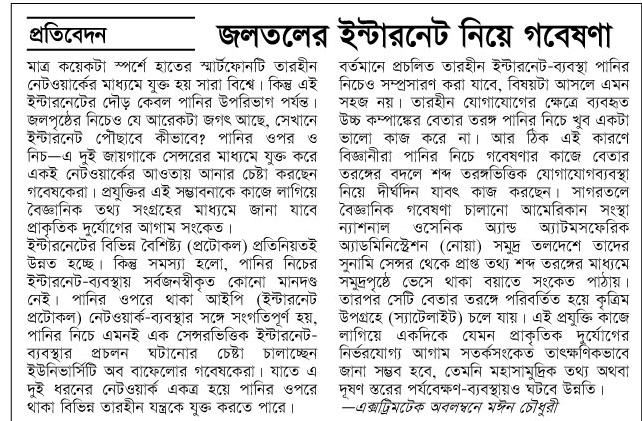 প্রতিবেদন
জলতলের ইন্টারনেট নিয়ে গবেষণা
মাত্র কয়েকটা স্পর্শে হাতের স্মার্টফোনটি তারহীন
নেটওয়ার্কের মাধ্যমে যুক্ত হয় সারা বিশ্বে। কিন্তু এই
ইন্টারনেটের দৌড় কেবল পানির উপরিভাগ পর্যন্ত।
জলপৃষ্ঠের নিচেও যে আরেকটা জগৎ আছে, সেখানে
ইন্টারনেট পৌছাবে কীভাবে? পানির ওপর ও
নিচ—এ দুই জায়গাকে সেন্সরের মাধ্যমে যুক্ত করে
একই নেটওয়ার্কের আওতায় আনার চেষ্টা করছেন
গবেষকেরা। প্রযুক্তির এই সম্ভাবনাকে কাজে লাগিয়ে
বৈজ্ঞানিক তথ্য সংগ্রহের মাধ্যমে জানা যাবে
প্রাকৃতিক দুর্যোগের আগাম সংকেত।
ইন্টারনেটের বিভিন্ন বৈশিষ্ট্য (প্রটোকল) প্রতিনিয়তই
উন্নত হচ্ছে। কিন্তু সমস্যা হলো, পানির নিচের
ইন্টারনেট-ব্যবস্থায় সর্বজনস্বীকৃত কোনো মানদণ্ড
নেই। পানির ওপরে থাকা আইপি (ইন্টারনেট
প্রটোকল) নেটওয়ার্ক-ব্যবস্থার সঙ্গে সংগতিপূর্ণ হয়,
পানির নিচে এমনই এক সেন্সরভিত্তিক ইন্টারনেট-
ব্যবস্থার প্রচলন ঘটানোর চেষ্টা চালাচ্ছেন
ইউনিভার্সিটি অব বাফেলোর গবেষকেরা। যাতে এ
দুই ধরনের নেটওয়ার্ক একত্র হয়ে পানির ওপরে
থাকা বিভিন্ন তারহীন যন্ত্রকে যুক্ত করতে পারে।
বর্তমানে প্রচলিত তারহীন ইন্টারনেট-ব্যবস্থা পানির
নিচেও সম্প্রসারণ করা যাবে, বিষয়টা আসলে এমন
সহজ নয়। তারহীন যোগাযোগের ক্ষেত্রে ব্যবহৃত
উচ্চ কম্পাঙ্কের বেতার তরঙ্গ পানির নিচে খুব একটা
ভালো কাজ করে না। আর ঠিক এই কারণে
বিজ্ঞানীরা পানির নিচে গবেষণার কাজে বেতার
তরঙ্গের বদলে শব্দ তরঙ্গভিত্তিক যোগাযোগব্যবস্থা
নিয়ে দীর্ঘদিন যাবৎ কাজ করছেন। সাগরতলে
বৈজ্ঞানিক গবেষণা চালানো আমেরিকান সংস্থা
ন্যাশনাল ওসেনিক অ্যান্ড অ্যাটমসফেরিক
অ্যাডমিনিস্ট্রেশন (নোয়া) সমুদ্র তলদেশে তাদের
সুনামি সেন্সর থেকে প্রাপ্ত তথ্য শব্দ তরঙ্গের মাধ্যমে
সমুদ্রপৃষ্ঠে ভেসে থাকা বয়াতে সংকেত পাঠায়।
তারপর সেটি বেতার তরঙ্গে পরিবর্তিত হয়ে কৃত্রিম
উপগ্রহে (স্যাটেলাইট) চলে যায়। এই প্রযুক্তি কাজে
লাগিয়ে একদিকে যেমন প্রাকৃতিক দুর্যোগের
নির্ভরযোগ্য আগাম সতর্কসংকেত তাৎক্ষণিকভাবে
জানা সম্ভব হবে, তেমনি মহাসামুদ্রিক তথ্য অথবা
দূষণ স্তরের পর্যবেক্ষণ-ব্যবস্থায়ও ঘটবে উন্নতি।
—এক্সট্রিমটেক অবলম্বনে মঈন চৌধুরী